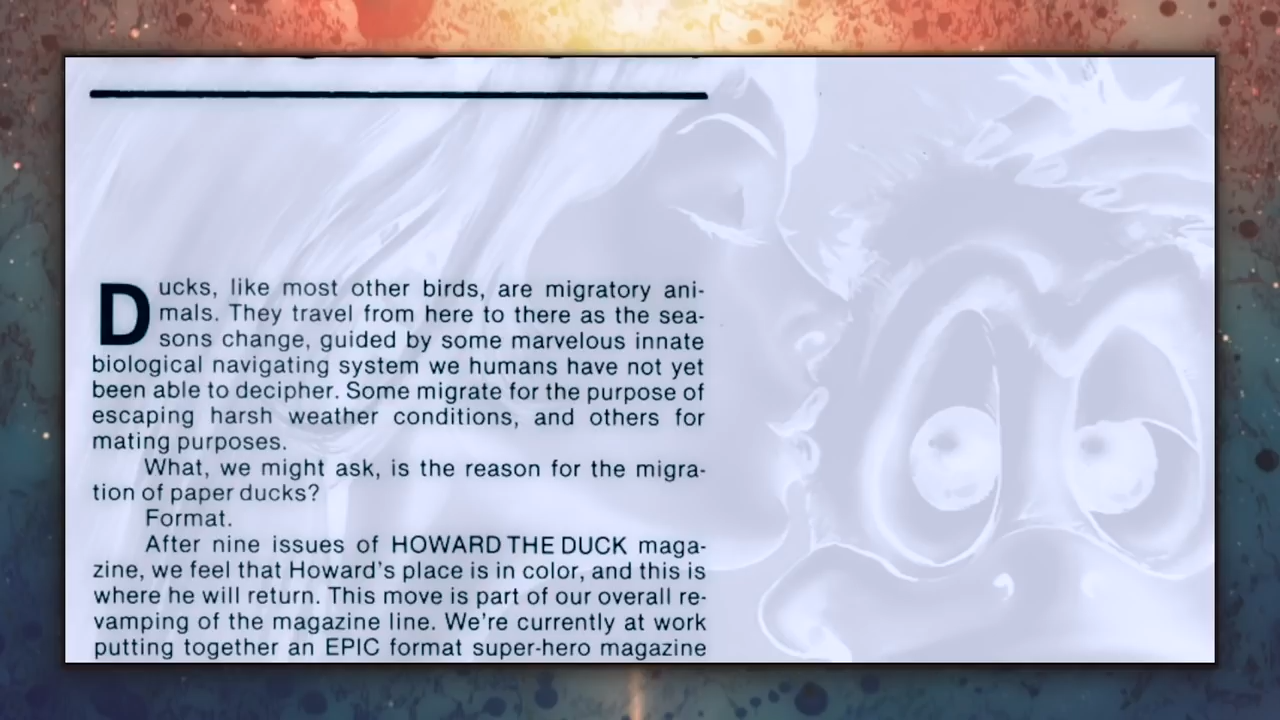 Ducks, like most other birds, are migratory ani-
mals. They travel from here to there as the sea-
sons change, guided by some marvelous innate
biological navigating system we humans have not yet
been able to decipher. Some migrate for the purpose of
escaping harsh weather conditions, and others for
mating purposes.
What, we might ask, is the reason for the migra-
tion of paper ducks?
Format.
After nine issues of HOWARD THE DUCK maga-
zine, we feel that Howard's place is in color, and this is
where he will return. This move is part of our overall re-
vamping of the magazine line. We're currently at work
putting together an EPIC format super-hero magazine